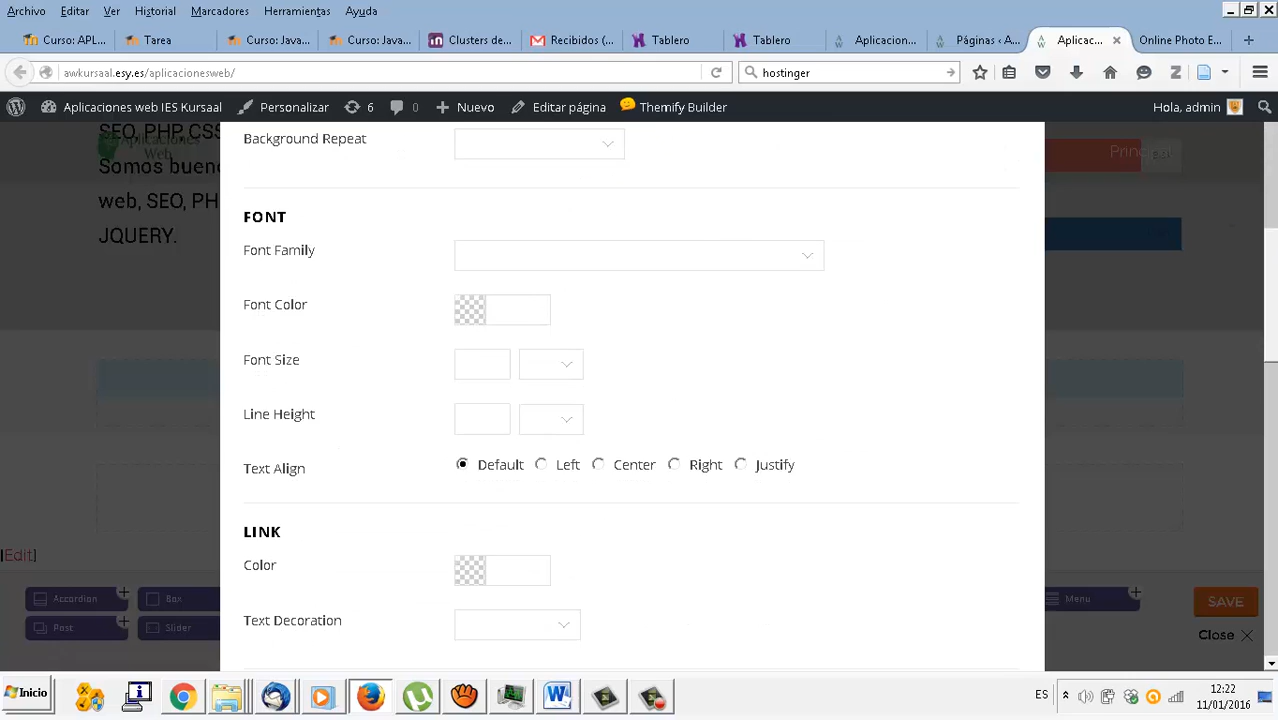 Archivo Editar Ver Historial Marcadores Herramientas Ayuda
Curso: APL... Tarea Curso: Java... Curso: Java... Clusters de... Recibidos (... Tablero Tablero Aplicacion... Páginas ‹ A... Aplicac... Online Photo E...
awkursaal.esy.es/aplicacionesweb/ hostinger
Aplicaciones web IES Kursaal Personalizar 6 0 Nuevo Editar página Themify Builder Hola, admin
SEO, PHP, CSS
Aplicaciones
Web
Somos bueno
web, SEO, PH
JQUERY.
Principal
Background Repeat
FONT
Font Family
Font Color
Font Size
Line Height
Text Align Default Left Center Right Justify
LINK
Color
Text Decoration
[Edit]
Accordion Box Menu SAVE
Post Slider Close
Inicio ES 12:22
11/01/2016